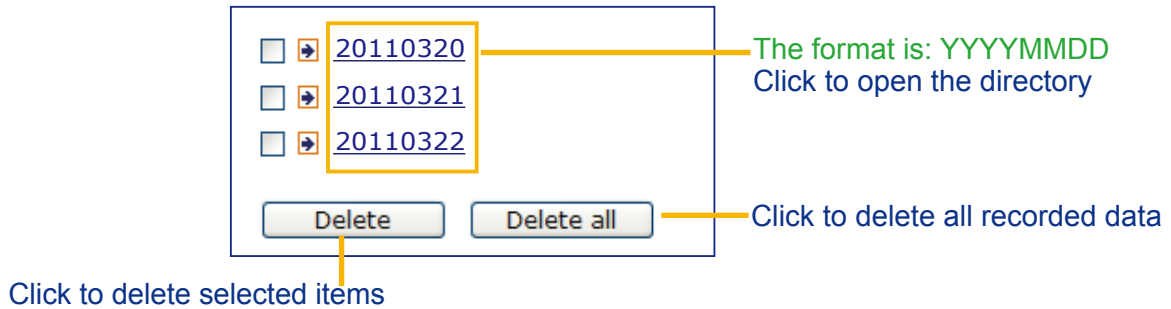 20110320
The format is: YYYYMMDD
Click to open the directory
20110321
20110322
Delete
Delete all
Click to delete all recorded data
Click to delete selected items